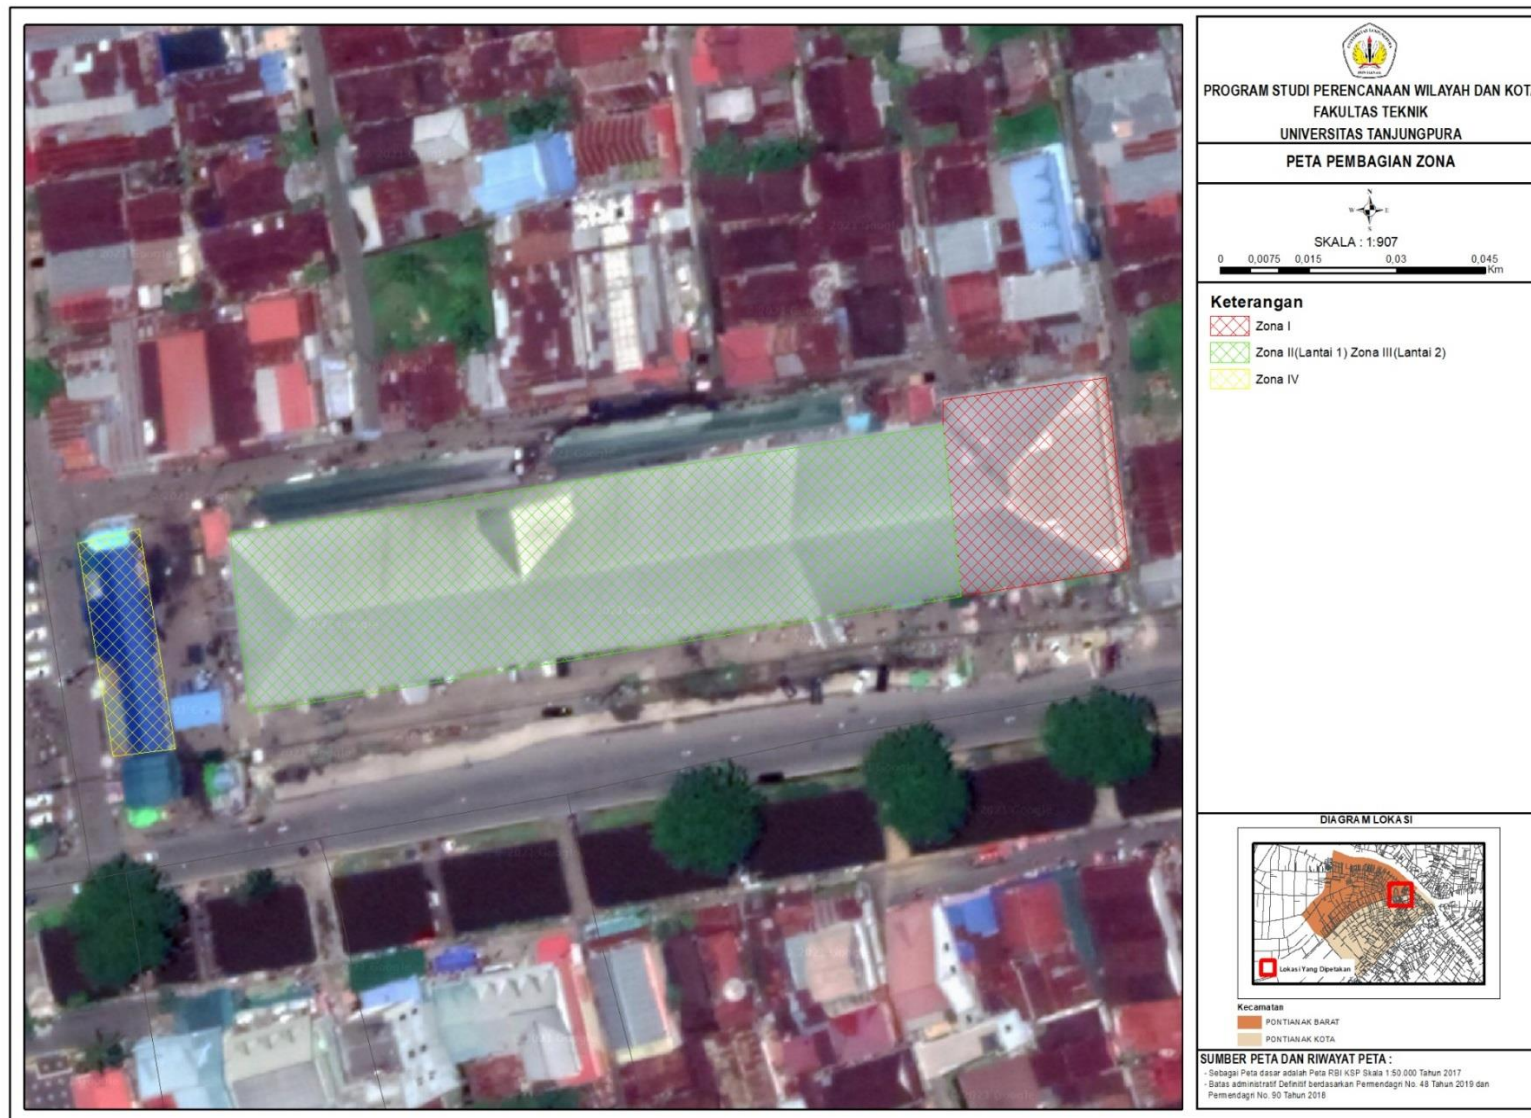 PROGRAM STUDI PERENCANAAN WILAYAH DAN KOTA
FAKULTAS TEKNIK
UNIVERSITAS TANJUNGPURA
PETA PEMBAGIAN ZONA
N
W E
S
SKALA : 1:907
0 0,0075 0,015 0,03 0,045
Km
Keterangan
Zona I
Zona II(Lantai 1) Zona III(Lantai 2)
Zona IV
DIAGRAM LOKASI
Lokasi Yang Dipetakan
Kecamatan
PONTIANAK BARAT
PONTIANAK KOTA
SUMBER PETA DAN RIWAYAT PETA :
- Sebagai Peta dasar adalah Peta RBI KSP Skala 1:50.000 Tahun 2017
- Batas administratif Definitif berdasarkan Permendagri No. 48 Tahun 2019 dan
Permendagri No. 90 Tahun 2018